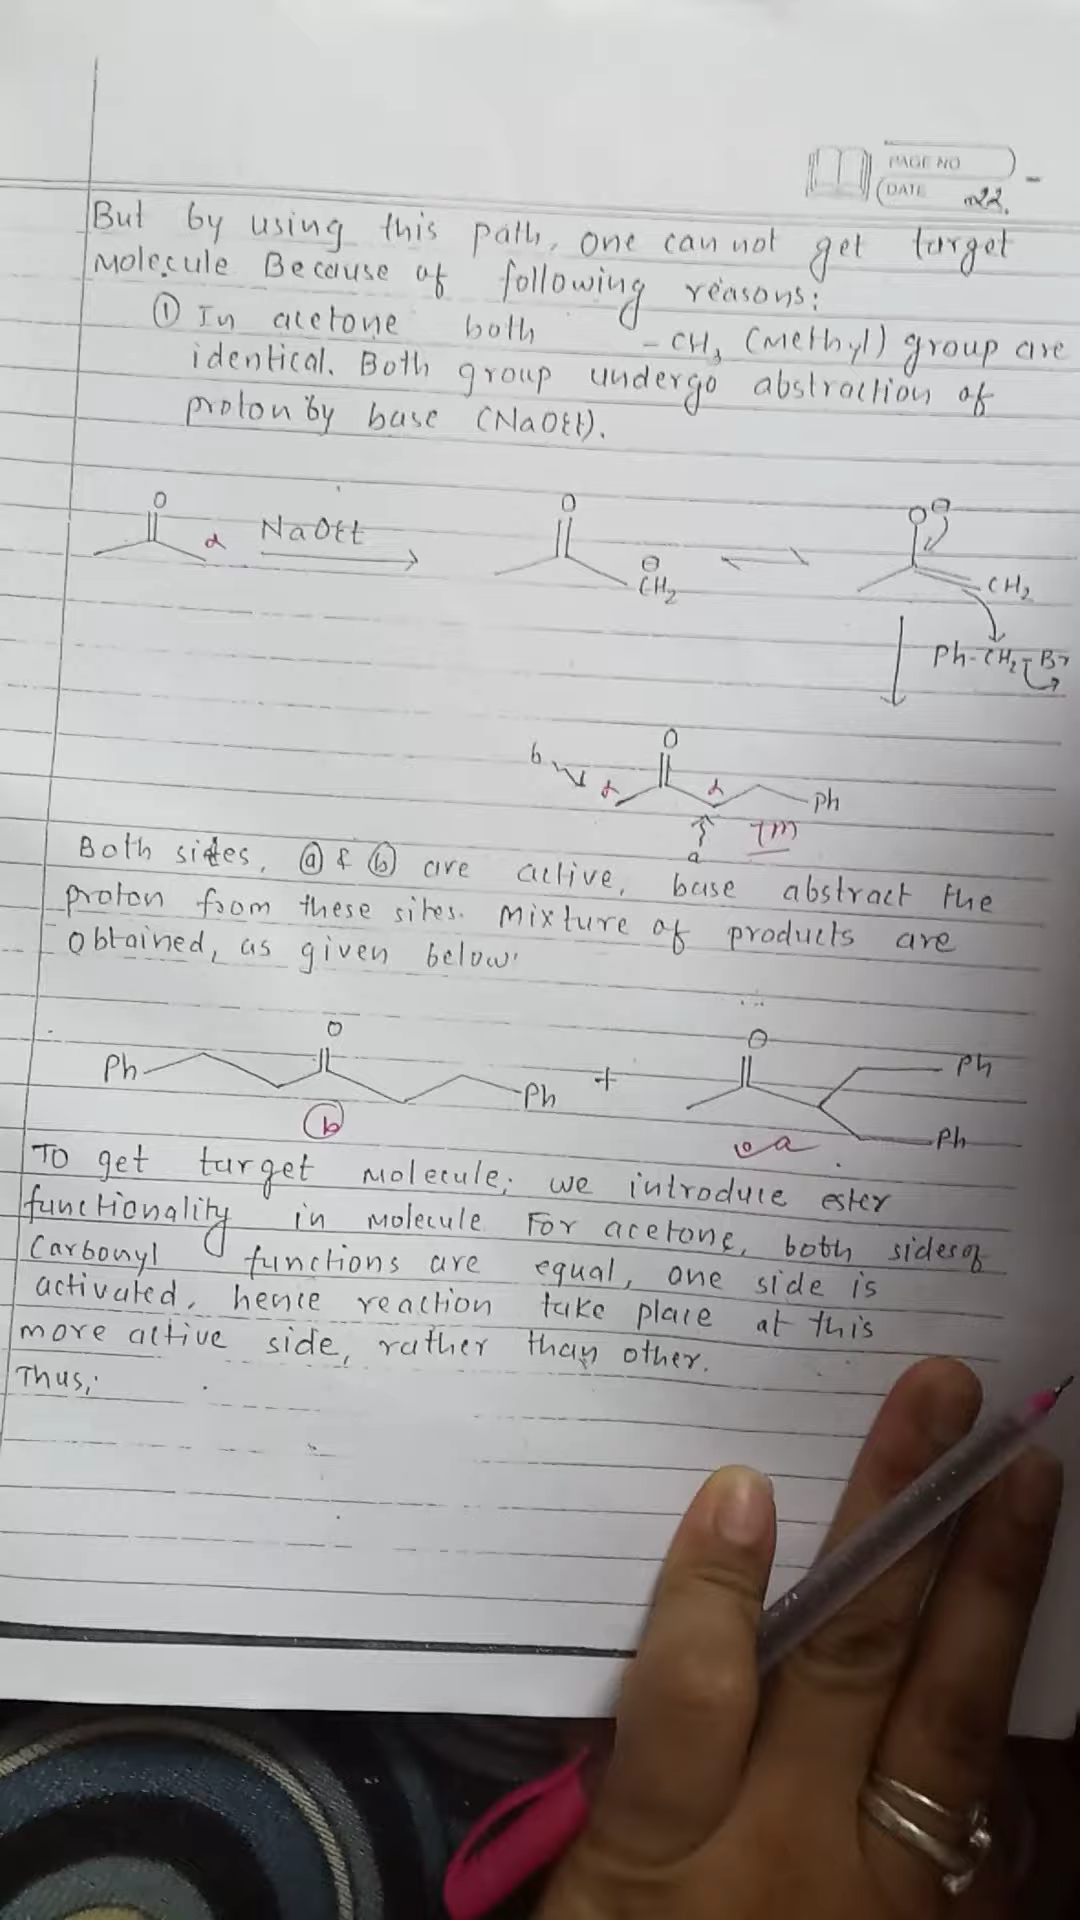 PAGE NO
DATE 22.
But by using this path, one can not get target
Molecule Because of following reasons:
① In acetone both -CH3 (methyl) group are
identical. Both group undergo abstraction of
proton by base (NaOEt).
O
α NaOEt
O
⊖
CH2
O⊖
CH2
Ph-CH2-Br
O
b α α Ph
a TM
Both sites, ⓐ & ⓑ are active, base abstract the
proton from these sites. Mixture of products are
obtained, as given below.
O
Ph Ph
ⓑ
+
O
Ph
Ph
a
To get target molecule; we introduce ester
functionality in molecule For acetone, both sides of
Carbonyl functions are equal, one side is
activated, hence reaction take place at this
more active side, rather than other.
Thus,